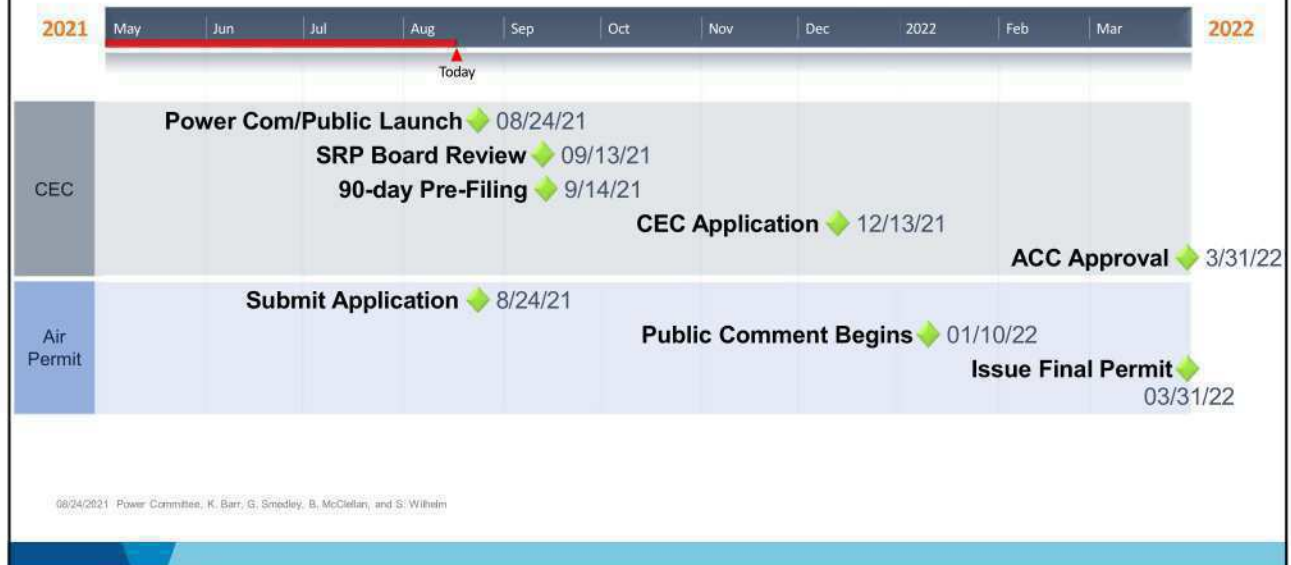 2021 May Jun Jul Aug Sep Oct Nov Dec 2022 Feb Mar 2022
Today
CEC
Power Com/Public Launch 08/24/21
SRP Board Review 09/13/21
90-day Pre-Filing 9/14/21
CEC Application 12/13/21
ACC Approval 3/31/22
Air
Permit
Submit Application 8/24/21
Public Comment Begins 01/10/22
Issue Final Permit
03/31/22
08/24/2021 Power Committee, K. Barr, G. Smedley, B. McClellan, and S. Wilhelm